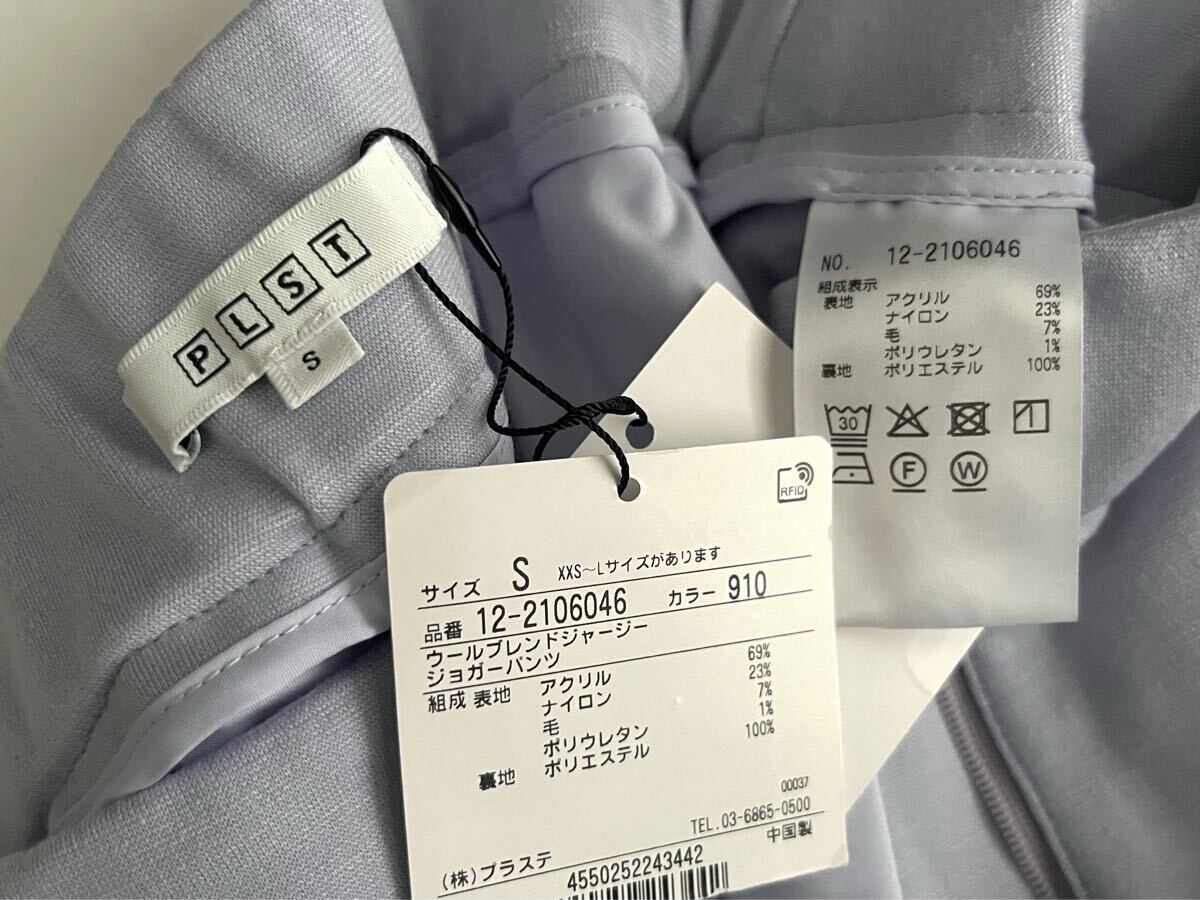 PLST
S
NO. 12-2106046
組成表示
表地 アクリル 69%
ナイロン 23%
毛 7%
ポリウレタン 1%
裏地 ポリエステル 100%
30
F W
RFID
サイズ S XXS～Lサイズがあります
品番 12-2106046 カラー 910
ウールブレンドジャージー
ジョガーパンツ
組成 表地 アクリル 69%
ナイロン 23%
毛 7%
ポリウレタン 1%
裏地 ポリエステル 100%
00037
TEL.03-6865-0500
(株)プラステ 中国製
4550252243442